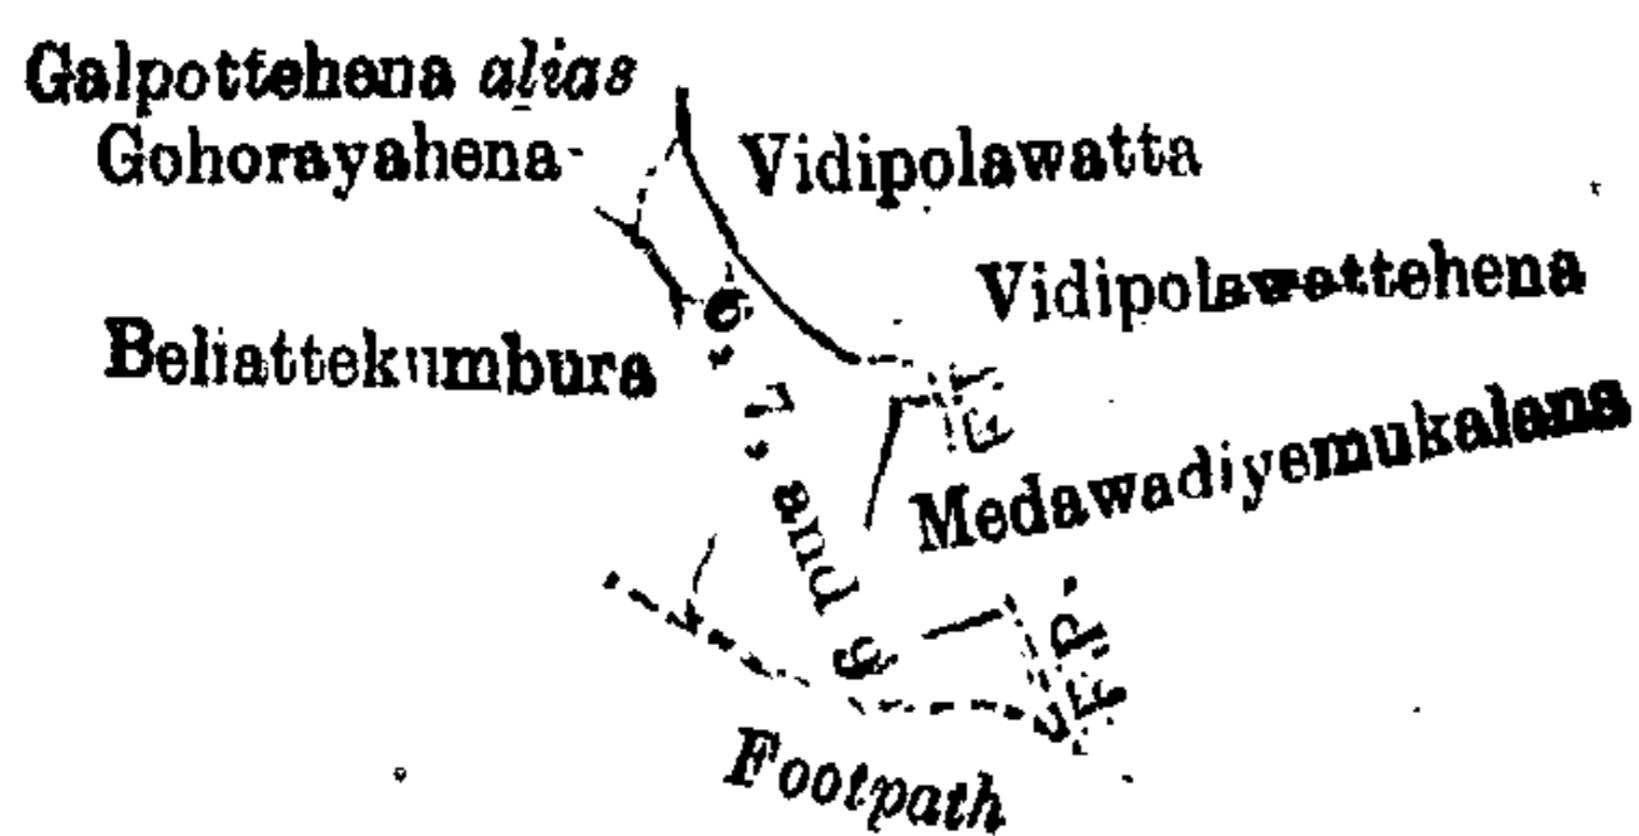 Galpottehena alias
Gohorayahena
Vidipolawatta
Vidipolawattehena
Beliattekumbura
Medawadiyemukalana
6,
7,
and 9
Footpath